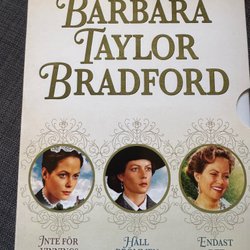 BARBARA
TAYLOR
BRADFORD
INTE FÖR
HÅLL
ENDAST